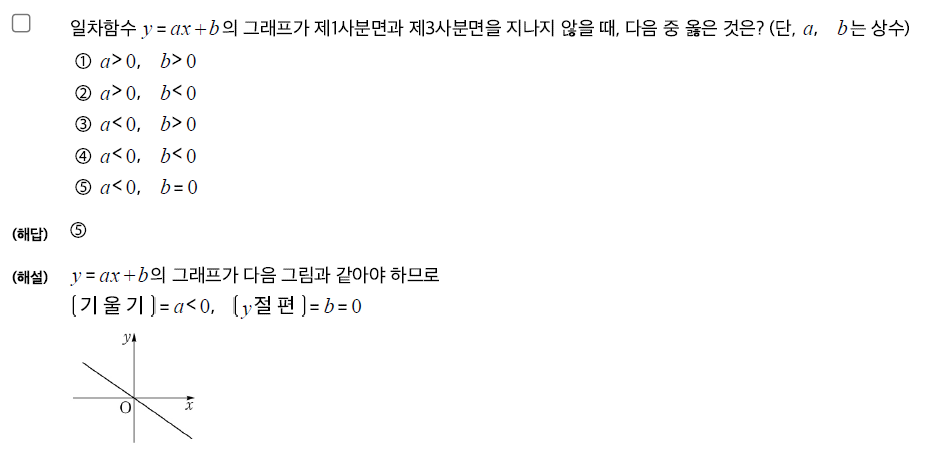 일차함수 y=ax+b의 그래프가 제1사분면과 제3사분면을 지나지 않을 때, 다음 중 옳은 것은? (단, a, b는 상수)
① a>0, b>0
② a>0, b<0
③ a<0, b>0
④ a<0, b<0
⑤ a<0, b=0
(해답) ⑤
(해설) y=ax+b의 그래프가 다음 그림과 같아야 하므로
(기울기)=a<0, (y절편)=b=0
y
O x